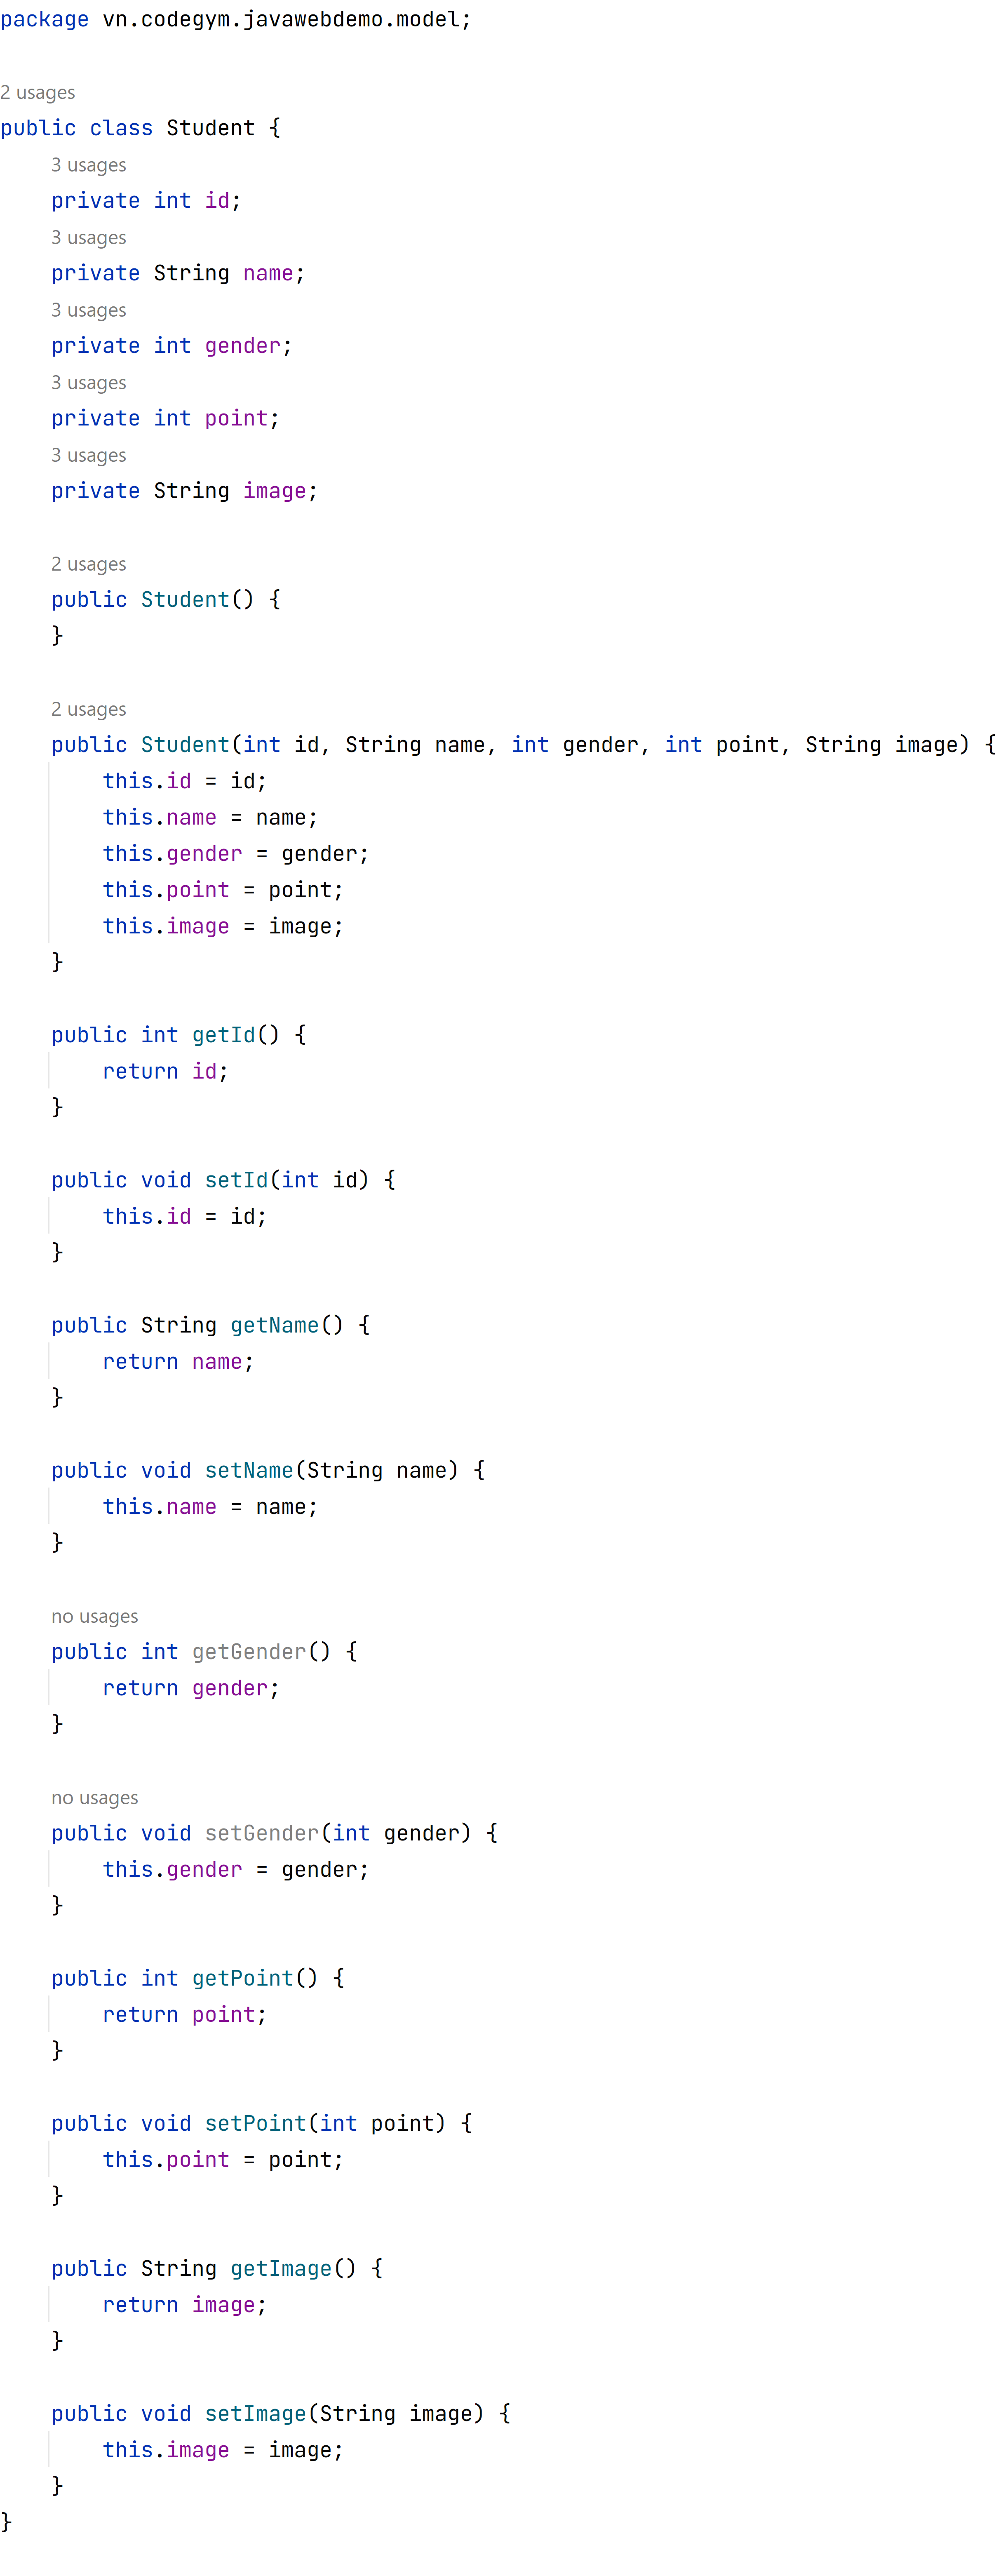 package vn.codegym.javawebdemo.model;
2 usages
public class Student {
3 usages
private int id;
3 usages
private String name;
3 usages
private int gender;
3 usages
private int point;
3 usages
private String image;
2 usages
public Student() {
}
2 usages
public Student(int id, String name, int gender, int point, String image) {
this.id = id;
this.name = name;
this.gender = gender;
this.point = point;
this.image = image;
}
public int getId() {
return id;
}
public void setId(int id) {
this.id = id;
}
public String getName() {
return name;
}
public void setName(String name) {
this.name = name;
}
no usages
public int getGender() {
return gender;
}
no usages
public void setGender(int gender) {
this.gender = gender;
}
public int getPoint() {
return point;
}
public void setPoint(int point) {
this.point = point;
}
public String getImage() {
return image;
}
public void setImage(String image) {
this.image = image;
}
}